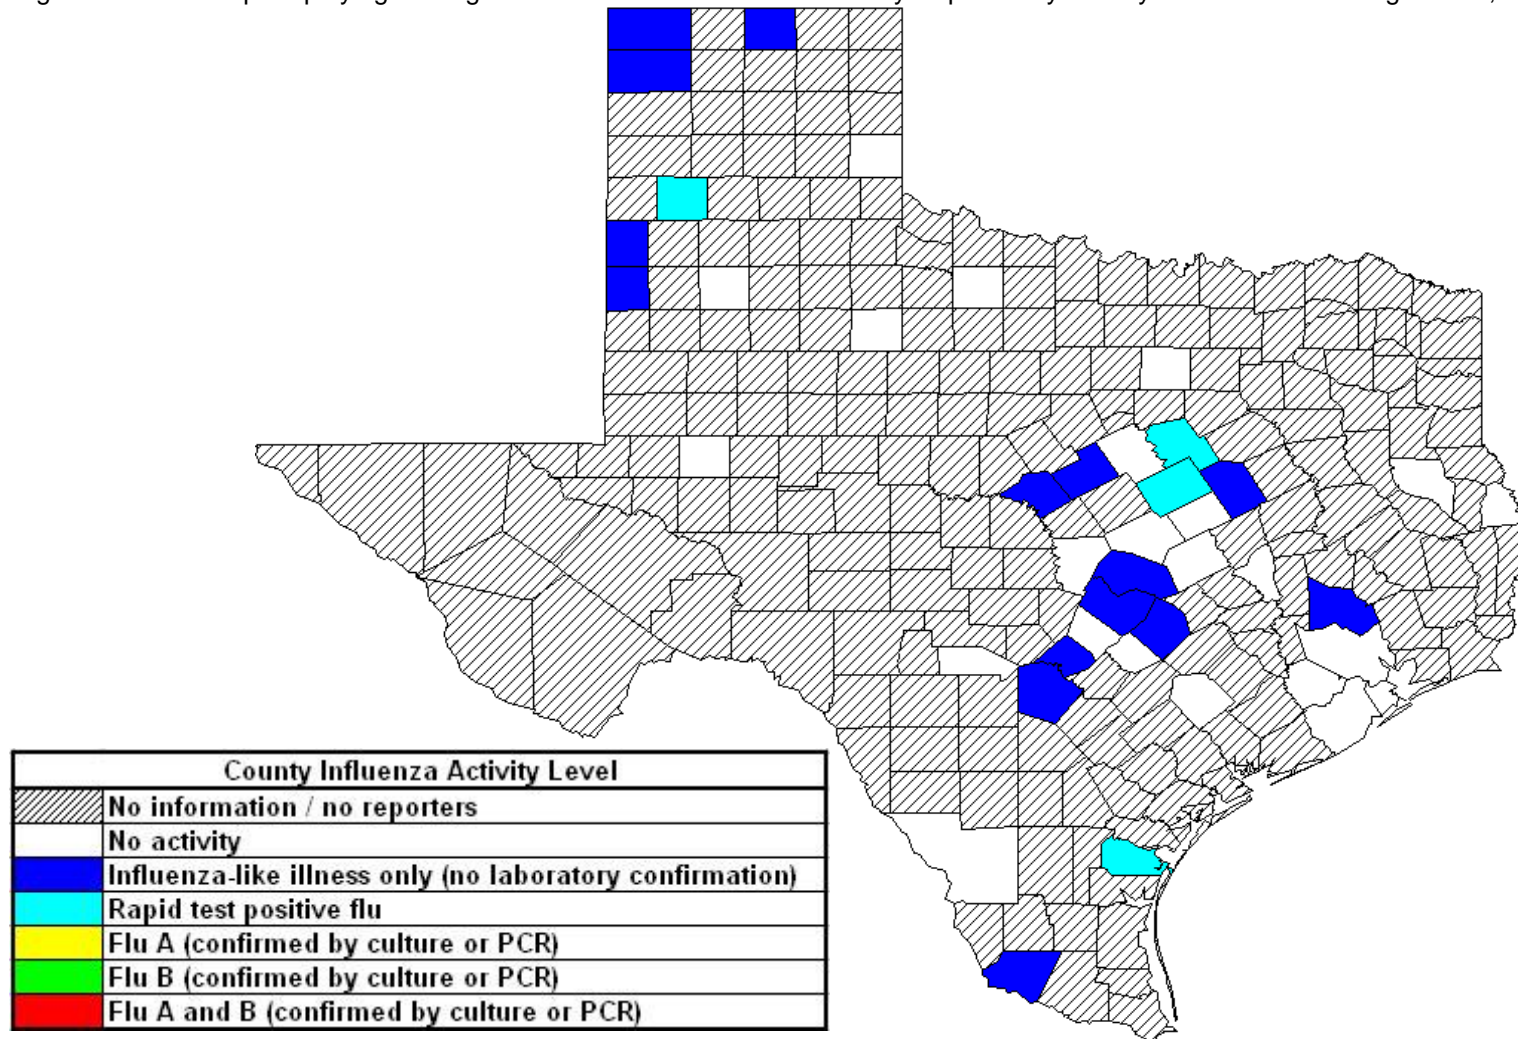 County Influenza Activity Level
No information / no reporters
No activity
Influenza-like illness only (no laboratory confirmation)
Rapid test positive flu
Flu A (confirmed by culture or PCR)
Flu B (confirmed by culture or PCR)
Flu A and B (confirmed by culture or PCR)